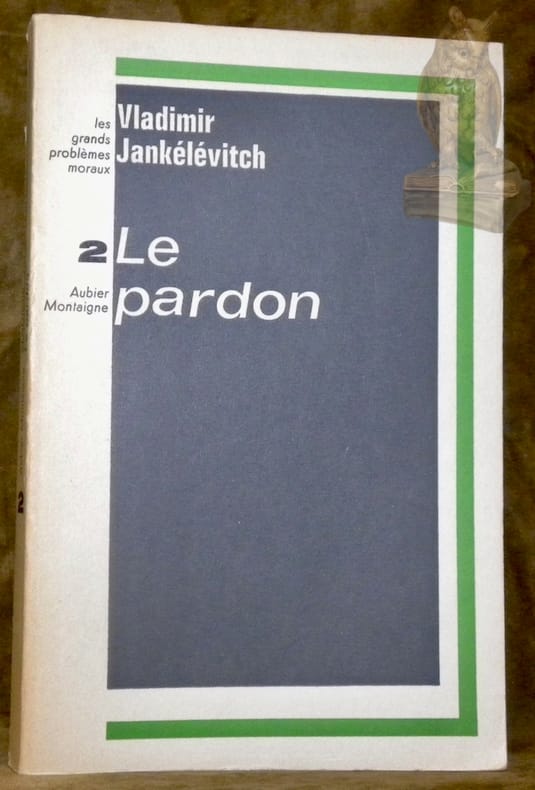 les
grands
problèmes
moraux
Vladimir
Jankélévitch
2
Le
pardon
Aubier
Montaigne
2